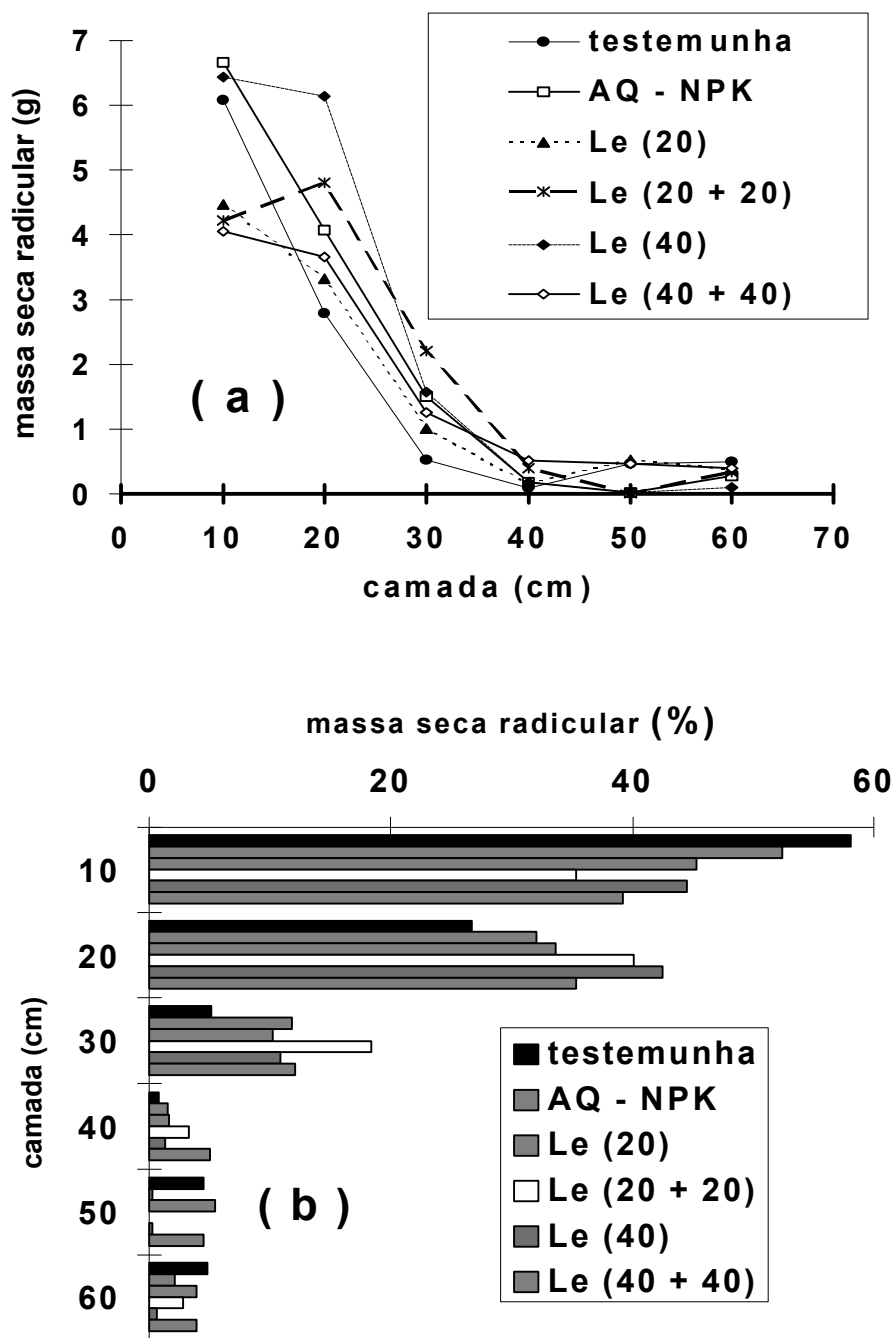 7
6
5
4
3
2
1
0
massa seca radicular (g)
testemunha
AQ - NPK
Le (20)
Le (20 + 20)
Le (40)
Le (40 + 40)
( a )
0 10 20 30 40 50 60 70
camada (cm)
massa seca radicular (%)
0 20 40 60
10
20
30
40
50
60
camada (cm)
testemunha
AQ - NPK
Le (20)
Le (20 + 20)
Le (40)
Le (40 + 40)
( b )